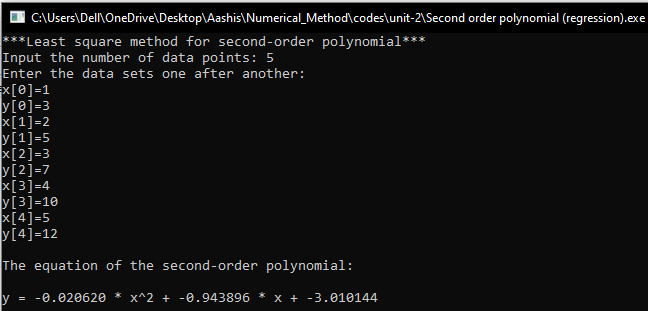 C:\Users\Dell\OneDrive\Desktop\Aashis\Numerical_Method\codes\unit-2\Second order polynomial (regression).exe
***Least square method for second-order polynomial***
Input the number of data points: 5
Enter the data sets one after another:
x[0]=1
y[0]=3
x[1]=2
y[1]=5
x[2]=3
y[2]=7
x[3]=4
y[3]=10
x[4]=5
y[4]=12
The equation of the second-order polynomial:
y = -0.020620 * x^2 + -0.943896 * x + -3.010144